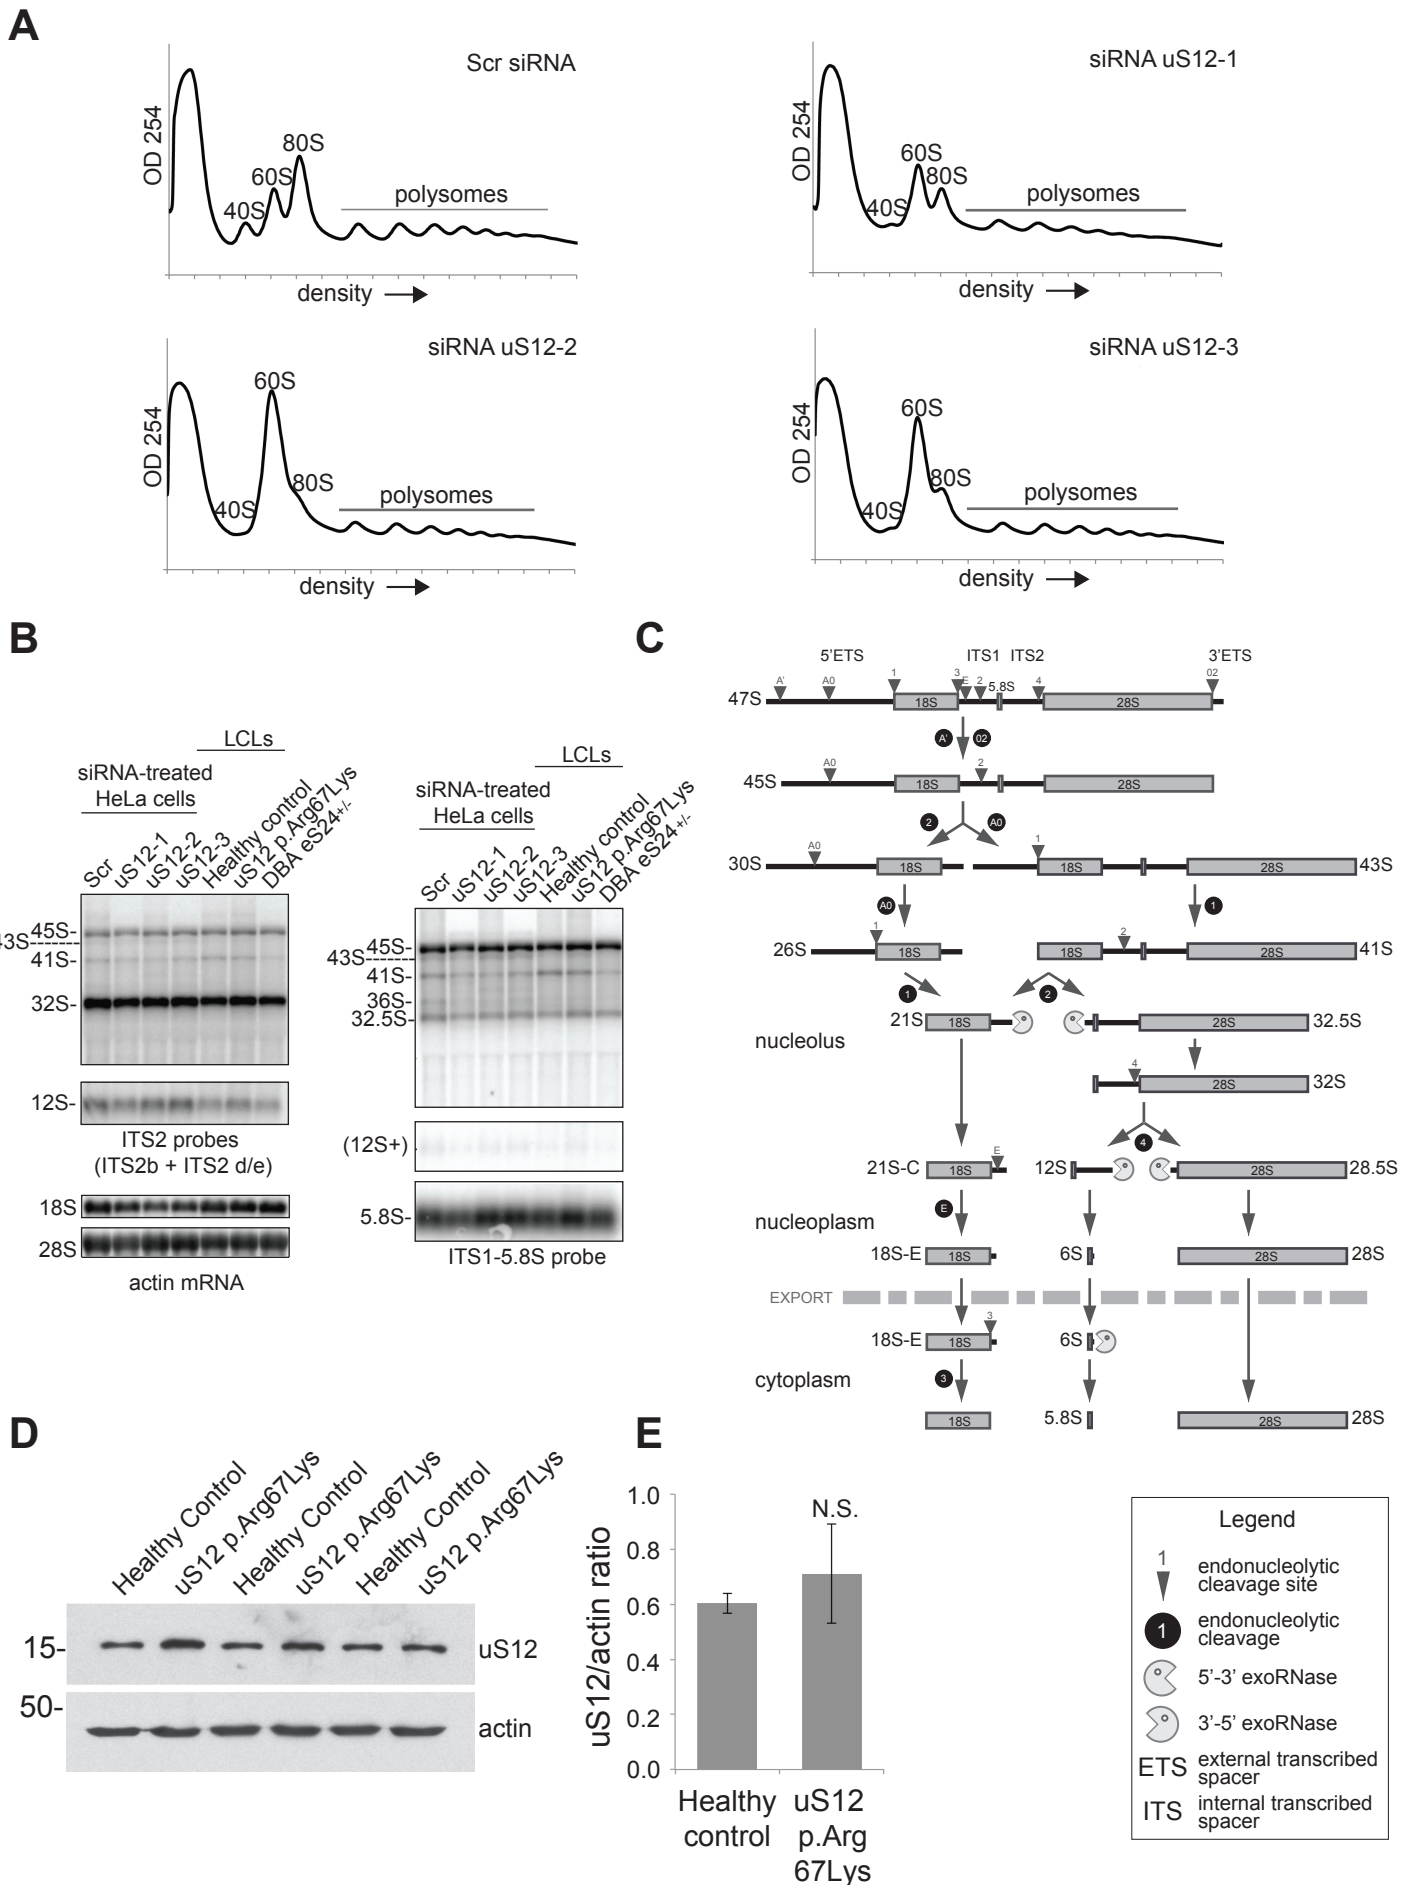 A
Scr siRNA
OD 254
40S
60S
80S
polysomes
density
siRNA uS12-1
OD 254
40S
60S
80S
polysomes
density
siRNA uS12-2
OD 254
40S
60S
80S
polysomes
density
siRNA uS12-3
OD 254
40S
60S
80S
polysomes
density
B
LCLs
siRNA-treated
HeLa cells
Scr
uS12-1
uS12-2
uS12-3
Healthy control
uS12 p.Arg67Lys
DBA eS24+/-
45S-
43S
41S-
32S-
12S-
ITS2 probes
(ITS2b + ITS2 d/e)
18S
28S
actin mRNA
LCLs
siRNA-treated
HeLa cells
Scr
uS12-1
uS12-2
uS12-3
Healthy control
uS12 p.Arg67Lys
DBA eS24+/-
45S-
43S
41S-
36S-
32.5S-
(12S+)
5.8S-
ITS1-5.8S probe
C
5'ETS ITS1 ITS2 3'ETS
A' A0 1 3 E 2 5.8S 4 02
47S 18S 28S
A' 02
A0 2
45S 18S 28S
2 A0
A0 1
30S 18S 18S 28S 43S
A0 1
1 2
26S 18S 18S 28S 41S
1 2
21S 18S 28S 32.5S
nucleolus
4
28S 32S
4
E
21S-C 18S 12S 28S 28.5S
E
nucleoplasm
18S-E 18S 6S 28S 28S
EXPORT
3
18S-E 18S 6S
3
cytoplasm
18S 5.8S 28S 28S
D
Healthy Control
uS12 p.Arg67Lys
Healthy Control
uS12 p.Arg67Lys
Healthy Control
uS12 p.Arg67Lys
15-
uS12
50-
actin
E
uS12/actin ratio
1.0
0.8
0.6
0.4
0.2
0.0
N.S.
Healthy
control
uS12
p.Arg
67Lys
Legend
1 endonucleolytic
cleavage site
1 endonucleolytic
cleavage
5'-3' exoRNase
3'-5' exoRNase
ETS external transcribed
spacer
ITS internal transcribed
spacer